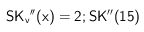 SKᵥ″(x) = 2; SK″(15)